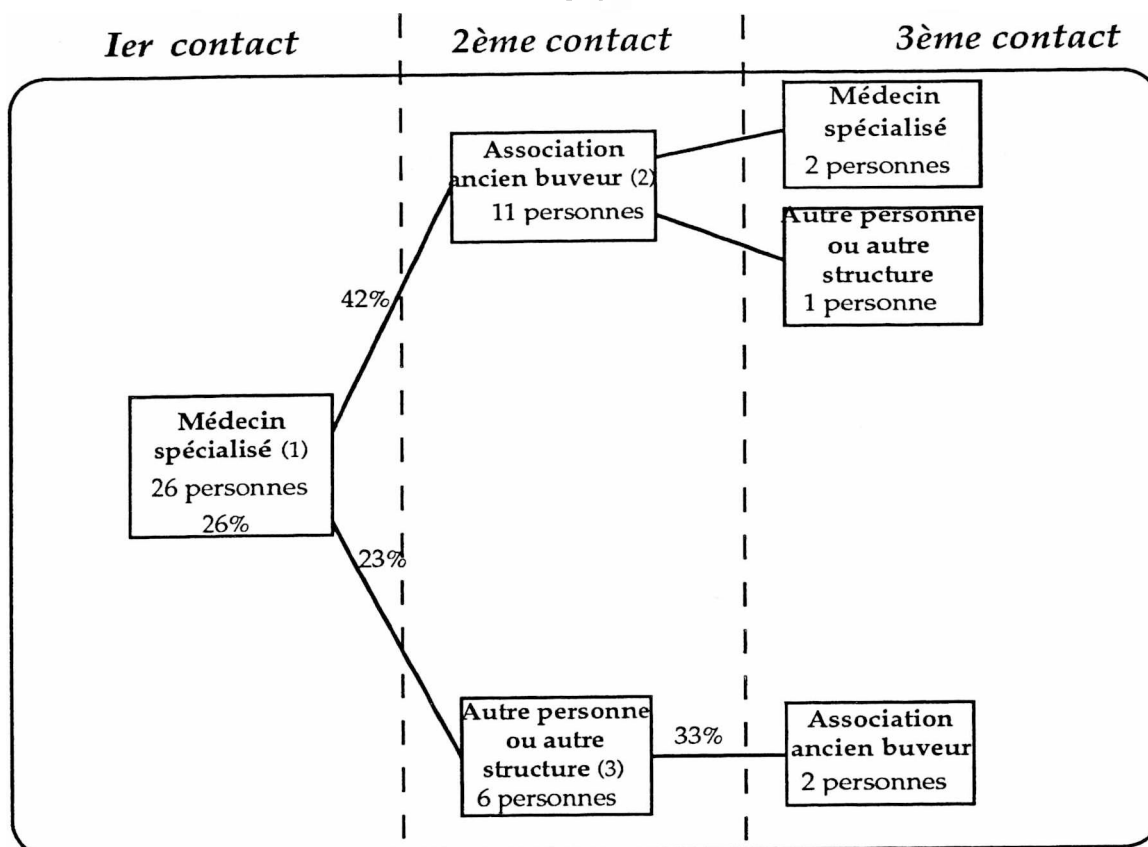 Ier contact
2ème contact
3ème contact
Médecin
spécialisé
2 personnes
Association
ancien buveur (2)
11 personnes
Autre personne
ou autre
structure
1 personne
42%
Médecin
spécialisé (1)
26 personnes
26%
23%
Autre personne
ou autre
structure (3)
6 personnes
33%
Association
ancien buveur
2 personnes